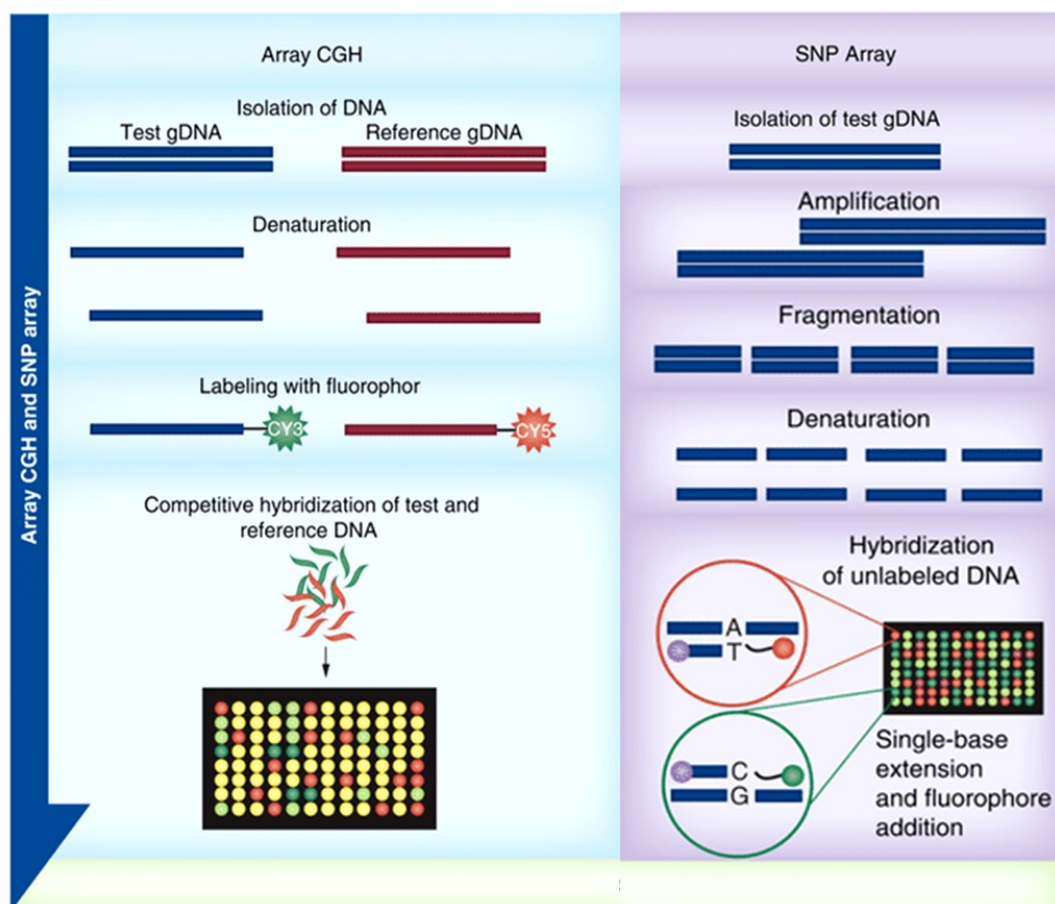 Array CGH and SNP array
Array CGH
Isolation of DNA
Test gDNA
Reference gDNA
Denaturation
Labeling with fluorophor
CY3
CY5
Competitive hybridization of test and
reference DNA
SNP Array
Isolation of test gDNA
Amplification
Fragmentation
Denaturation
Hybridization
of unlabeled DNA
A
T
C
G
Single-base
extension
and fluorophore
addition